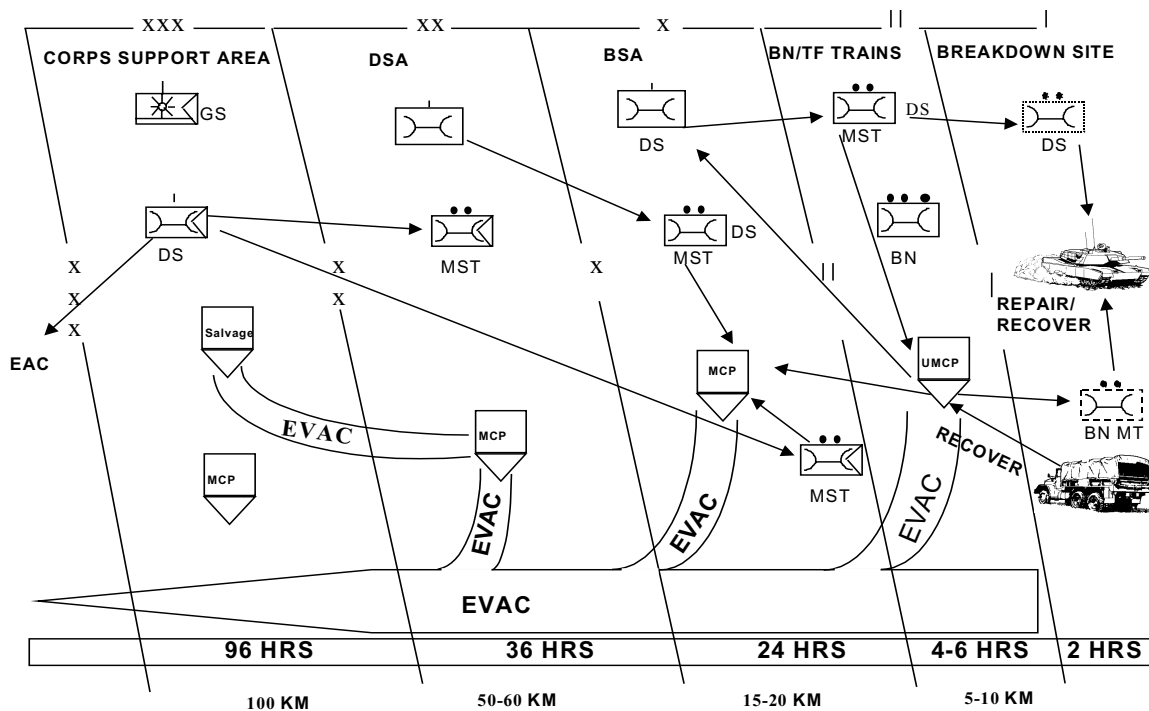 XXX
XX
X
||
|
CORPS SUPPORT AREA
DSA
BSA
BN/TF TRAINS
BREAKDOWN SITE
GS
DS
MST
DS
DS
DS
MST
MST
DS
BN
X
X
X
X
X
X
||
|
EAC
Salvage
MCP
UMCP
REPAIR/
RECOVER
EVAC
MCP
MCP
MST
RECOVER
BN MT
EVAC
EVAC
EVAC
EVAC
96 HRS
36 HRS
24 HRS
4-6 HRS
2 HRS
100 KM
50-60 KM
15-20 KM
5-10 KM